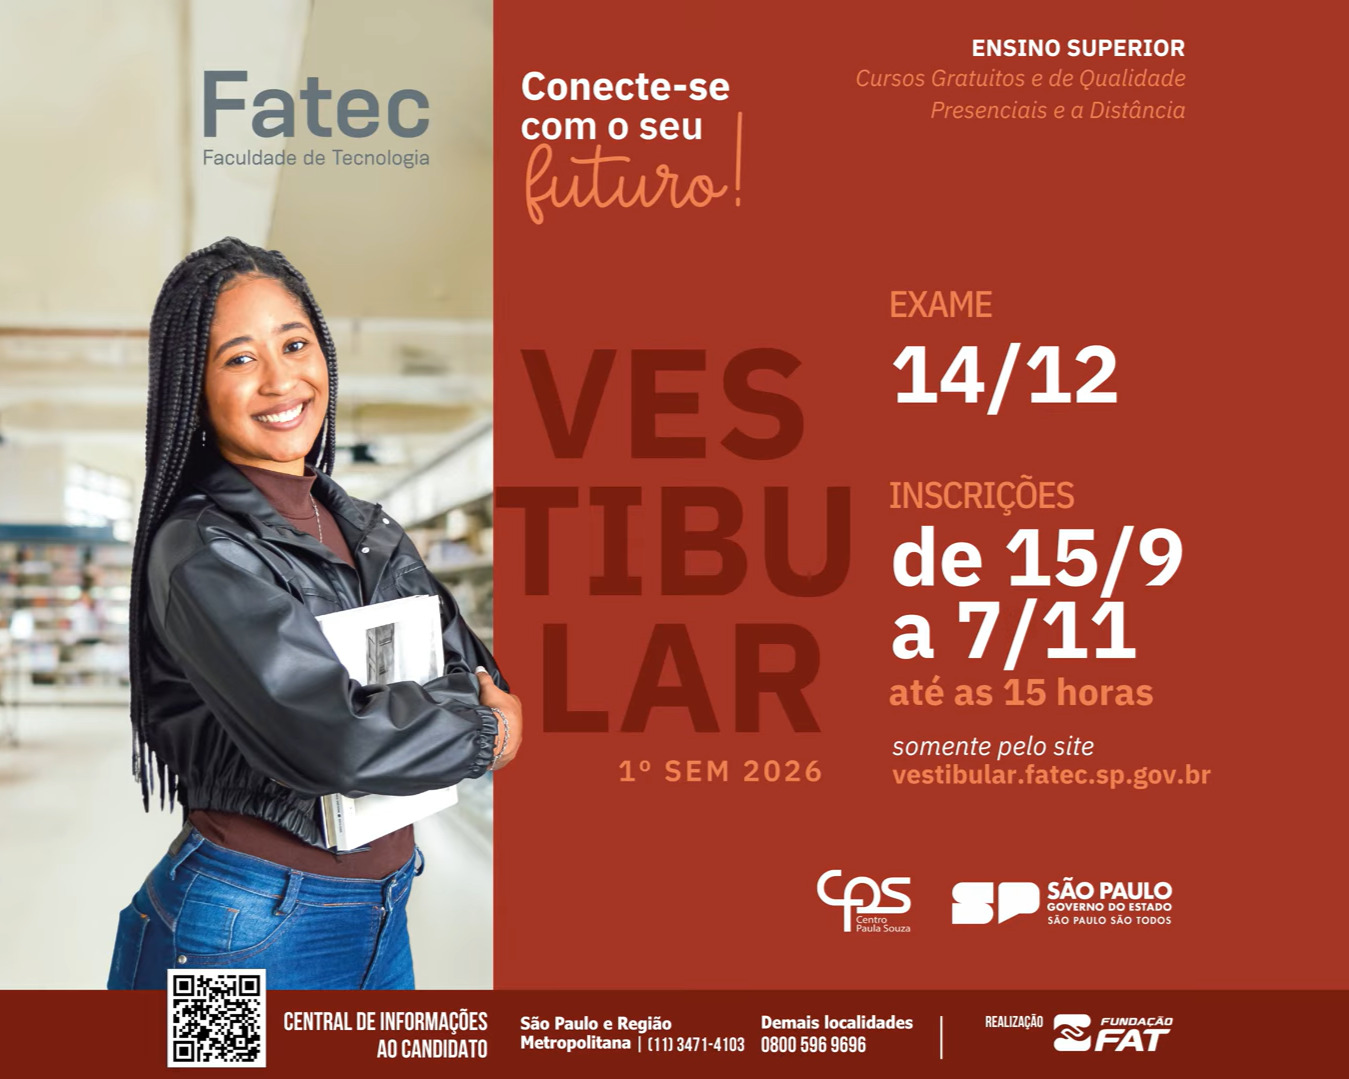 Fatec
Faculdade de Tecnologia
Conecte-se
com o seu
futuro!
ENSINO SUPERIOR
Cursos Gratuitos e de Qualidade
Presenciais e a Distância
VES
TIBU
LAR
1º SEM 2026
EXAME
14/12
INSCRIÇÕES
de 15/9
a 7/11
até as 15 horas
somente pelo site
vestibular.fatec.sp.gov.br
cps
Centro
Paula Souza
SP
SÃO PAULO
GOVERNO DO ESTADO
SÃO PAULO SÃO TODOS
CENTRAL DE INFORMAÇÕES
AO CANDIDATO
São Paulo e Região
Metropolitana | (11) 3471-4103
Demais localidades
0800 596 9696
REALIZAÇÃO
FUNDAÇÃO
FAT